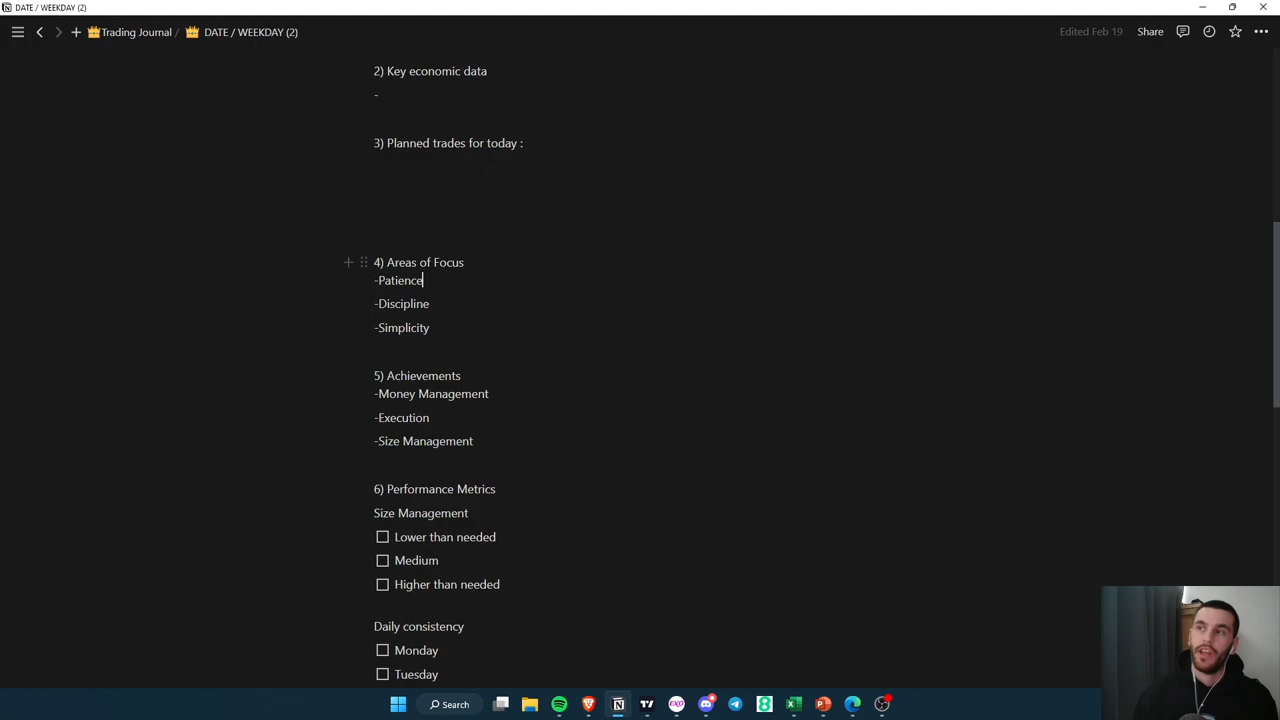 DATE / WEEKDAY (2)
Trading Journal / DATE / WEEKDAY (2)
Edited Feb 19 Share
2) Key economic data
-
3) Planned trades for today :
4) Areas of Focus
-Patience
-Discipline
-Simplicity
5) Achievements
-Money Management
-Execution
-Size Management
6) Performance Metrics
Size Management
Lower than needed
Medium
Higher than needed
Daily consistency
Monday
Tuesday
Search
EXO